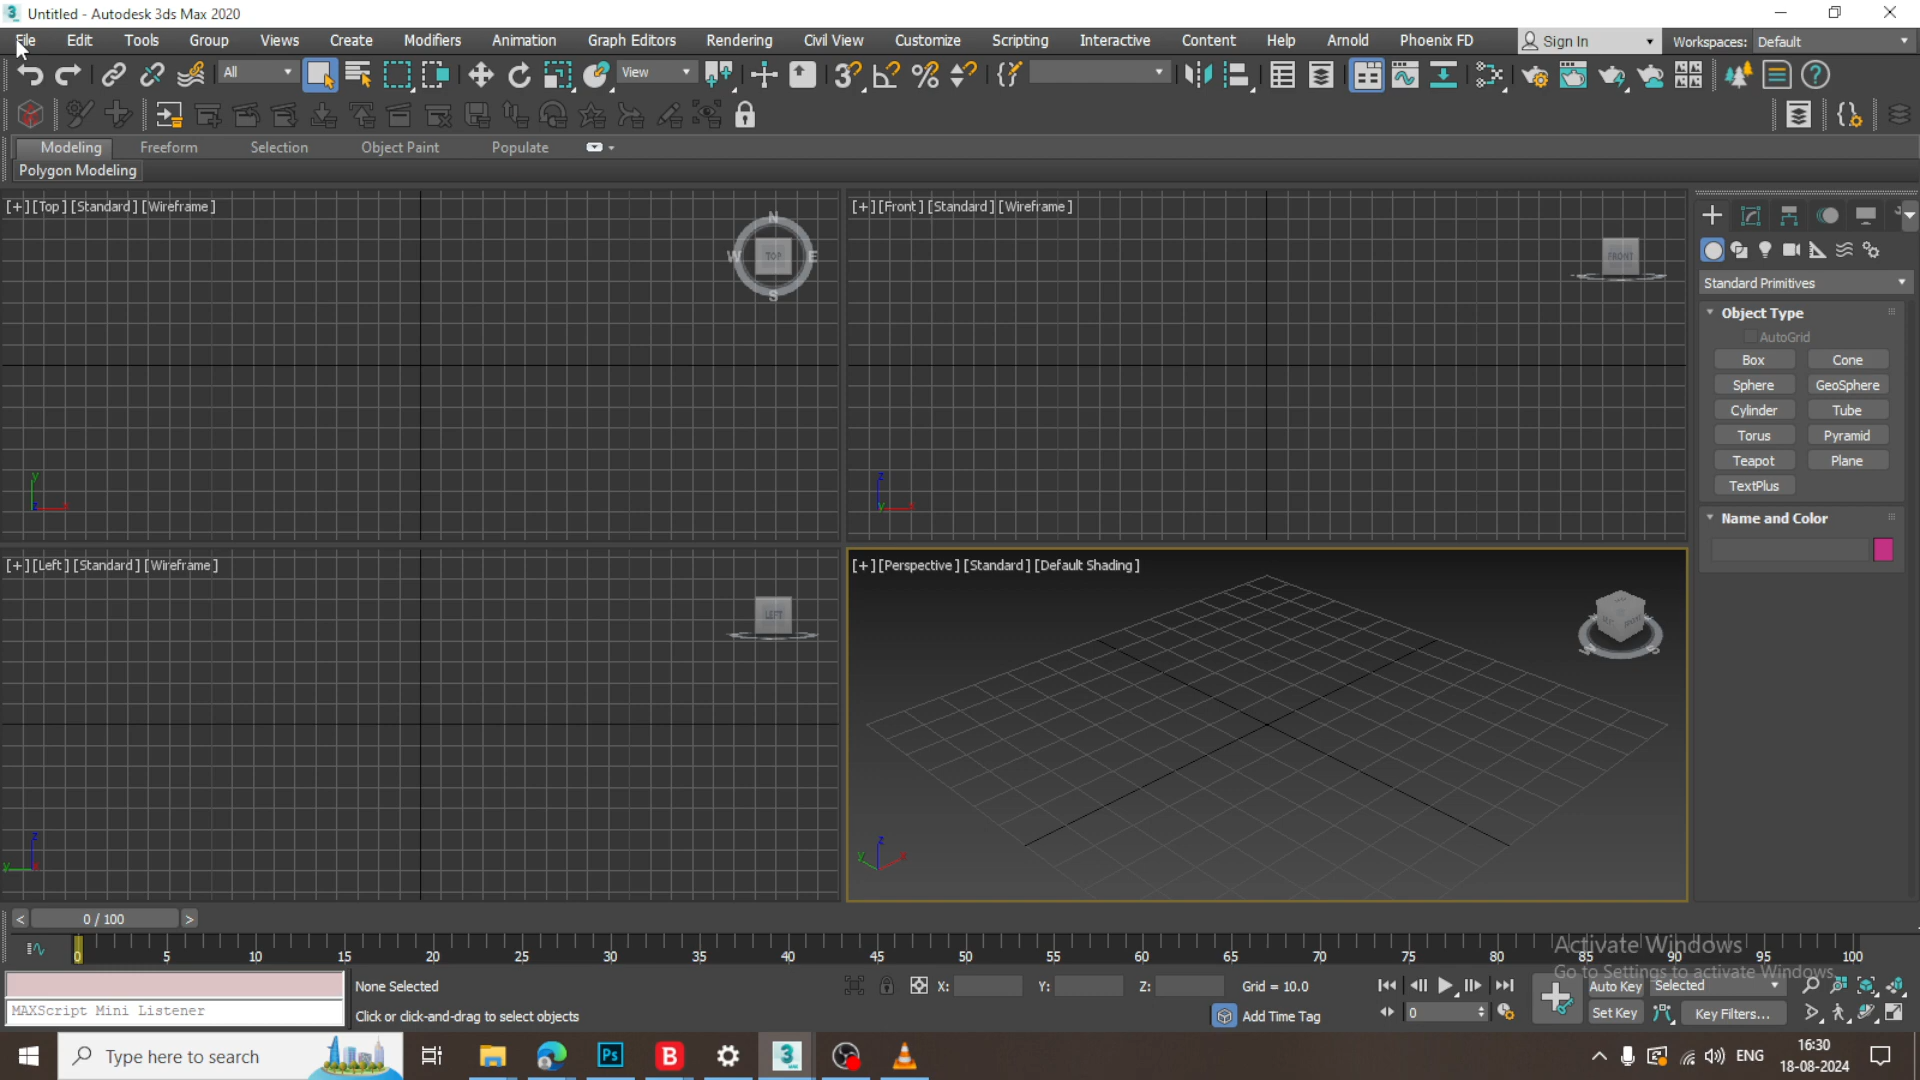 Untitled - Autodesk 3ds Max 2020
File Edit Tools Group Views Create Modifiers Animation Graph Editors Rendering Civil View Customize Scripting Interactive Content Help Arnold Phoenix FD Sign In Workspaces: Default
All View
Modeling Freeform Selection Object Paint Populate
Polygon Modeling
[+] [Top] [Standard] [Wireframe]
N
W TOP E
S
[+] [Front] [Standard] [Wireframe]
FRONT
Standard Primitives
Object Type
AutoGrid
Box Cone
Sphere GeoSphere
Cylinder Tube
Torus Pyramid
Teapot Plane
TextPlus
Name and Color
y
x
z
x
[+] [Left] [Standard] [Wireframe]
LEFT
z
y
[+] [Perspective] [Standard] [Default Shading]
W S
z
y x
< 0 / 100 >
0 5 10 15 20 25 30 35 40 45 50 55 60 65 70 75 80 85 90 95 100
Activate Windows
Go to Settings to activate Windows.
None Selected X: Y: Z: Grid = 10.0 Auto Key Selected
MAXScript Mini Listener Click or click-and-drag to select objects Add Time Tag 0 Set Key Key Filters...
Type here to search Ps B 3 ENG 16:30
18-08-2024